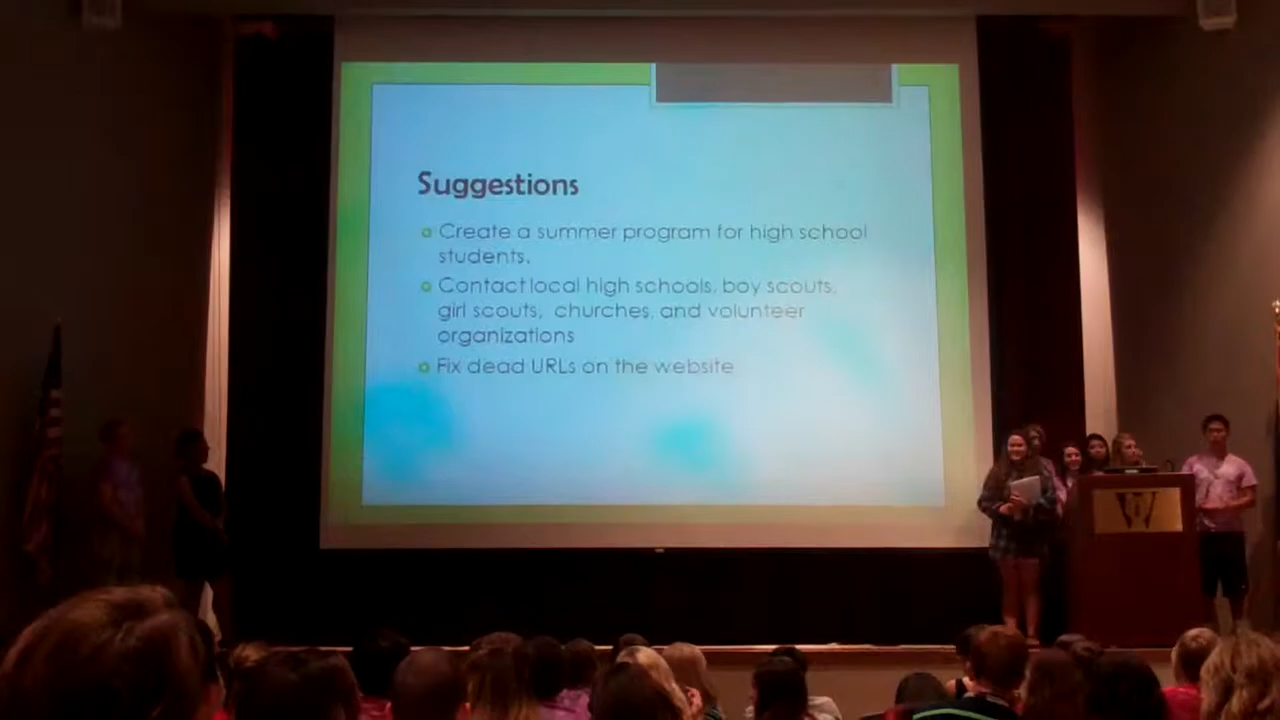 Suggestions
Create a summer program for high school
students.
Contact local high schools, boy scouts,
girl scouts, churches, and volunteer
organizations
Fix dead URLs on the website
W